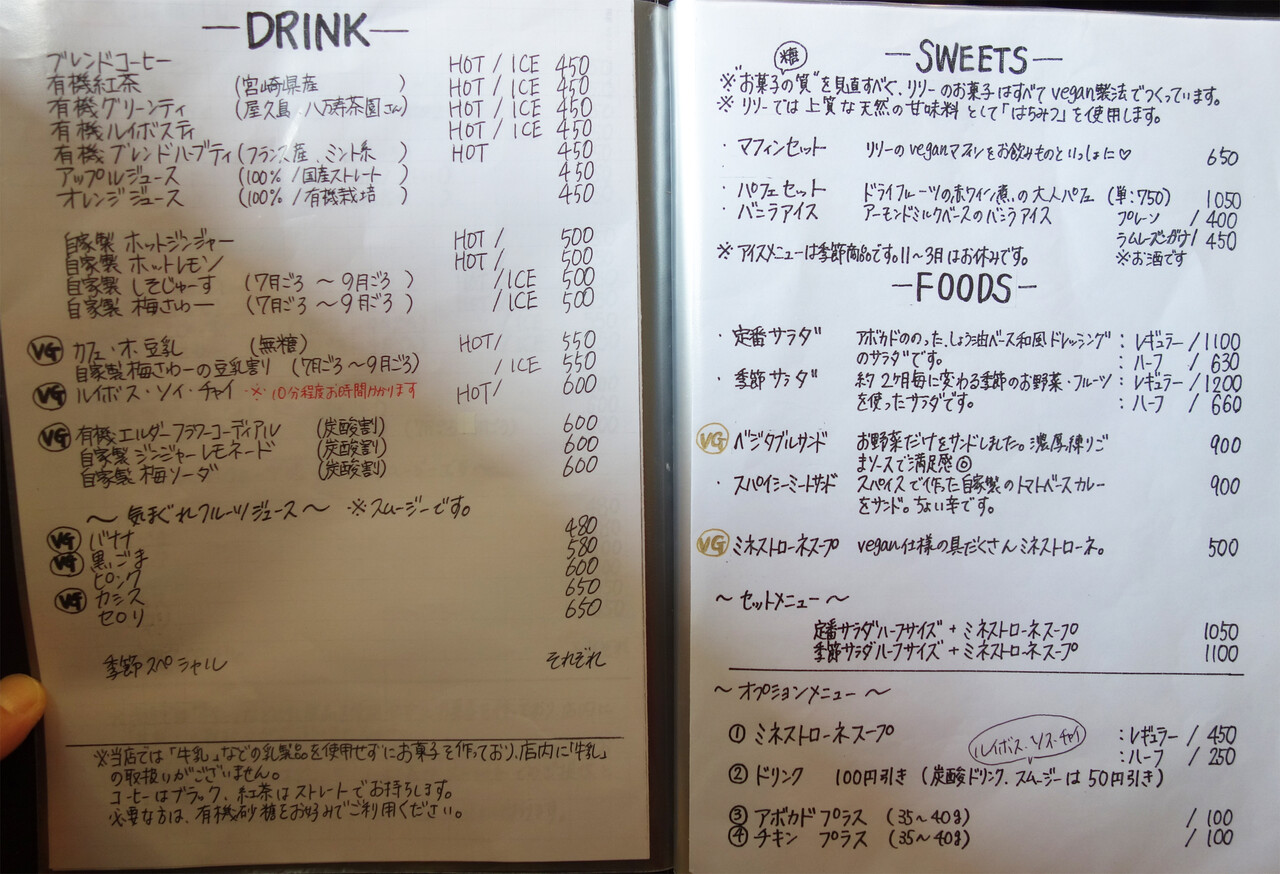 —DRINK—
ブレンドコーヒー HOT / ICE 450
有機紅茶 (宮崎県産 ) HOT / ICE 450
有機グリーンティ (屋久島、八万寿茶園さん) HOT / ICE 450
有機ルイボスティ HOT / ICE 450
有機ブレンドハーブティ (フランス産、ミント系 ) HOT 450
アップルジュース (100% / 国産ストレート ) 450
オレンジジュース (100% / 有機栽培 ) 450
自家製 ホットジンジャー HOT / 500
自家製 ホットレモン HOT / 500
自家製 しそじゅーす (7月ごろ ~ 9月ごろ ) / ICE 500
自家製 梅さわー (7月ごろ ~ 9月ごろ ) / ICE 500
VG カフェ・オ・豆乳 (無糖) HOT / 550
自家製梅さわーの豆乳割り (7月ごろ~9月ごろ) / ICE 550
VG ルイボス・ソイ・チャイ ※ 10分程度お時間かかります HOT / 600
VG 有機エルダーフラワーコーディアル (炭酸割) 600
自家製 ジンジャーレモネード (炭酸割) 600
自家製 梅ソーダ (炭酸割) 600
~ 気まぐれフルーツジュース ~ ※スムージーです。
VG バナナ 480
VG 黒ごま 580
ピンク 600
VG カシス 650
セロリ 650
季節スペシャル それぞれ
※当店では「牛乳」などの乳製品を使用せずにお菓子を作っており、店内に「牛乳」
の取扱いがございません。
コーヒーはブラック、紅茶はストレートでお持ちします。
必要な方は、有機砂糖をお好みでご利用ください。
—SWEETS—
糖
※“お菓子の質”を見直すべく、リリーのお菓子はすべてvegan製法でつくっています。
※ リリーでは上質な天然の甘味料として「はちみつ」を使用します。
・マフィンセット リリーのveganマフィンをお飲みものといっしょに♡ 650
・パフェセット ドライフルーツの赤ワイン煮の大人パフェ (単:750) 1050
・バニラアイス アーモンドミルクベースのバニラアイス プレーン / 400
ラムレーズンがけ / 450
※ アイスメニューは季節商品です。11~3月はお休みです。 ※お酒です
—FOODS—
・定番サラダ アボカドののった、しょう油ベース和風ドレッシング : レギュラー / 1100
のサラダです。 : ハーフ / 630
・季節サラダ 約2ヶ月毎に変わる季節のお野菜・フルーツ : レギュラー / 1200
を使ったサラダです。 : ハーフ / 660
VG ベジタブルサンド お野菜だけをサンドしました。濃厚練りご 900
まソースで満足感◎
・スパイシーミートサンド スパイスで作った自家製のトマトベースカレー 900
をサンド。ちょい辛です。
VG ミネストローネスープ vegan仕様の具だくさんミネストローネ。 500
~ セットメニュー ~
定番サラダハーフサイズ + ミネストローネスープ 1050
季節サラダハーフサイズ + ミネストローネスープ 1100
~ オプションメニュー ~
① ミネストローネスープ : レギュラー / 450
ルイボス・ソイ・チャイ : ハーフ / 250
② ドリンク 100円引き (炭酸ドリンク、スムージーは50円引き)
③ アボカド プラス (35~40g) / 100
④ チキン プラス (35~40g) / 100